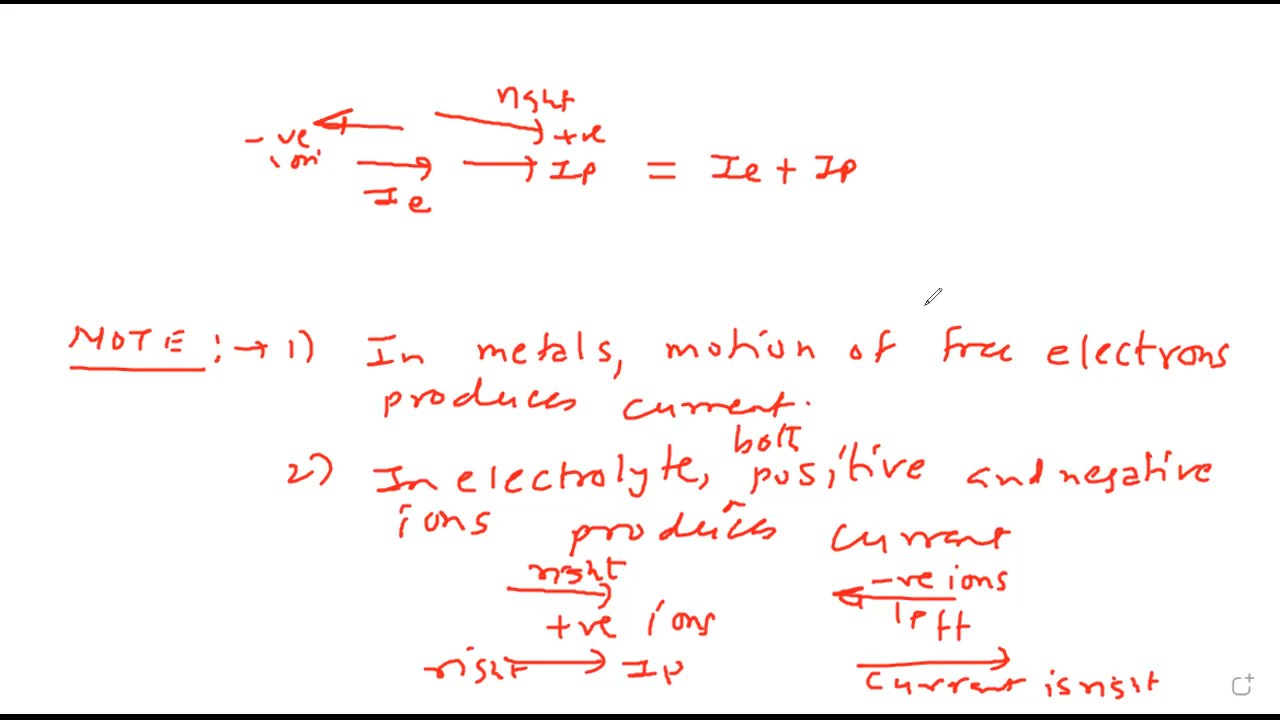 right
-ve +ve
ion Ip = Ie + Ip
Ie
NOTE :→ 1) In metals, motion of free electrons
produces current.
both
2) In electrolyte, positive and negative
ions produces current
right -ve ions
+ve ions left
right → Ip current is right